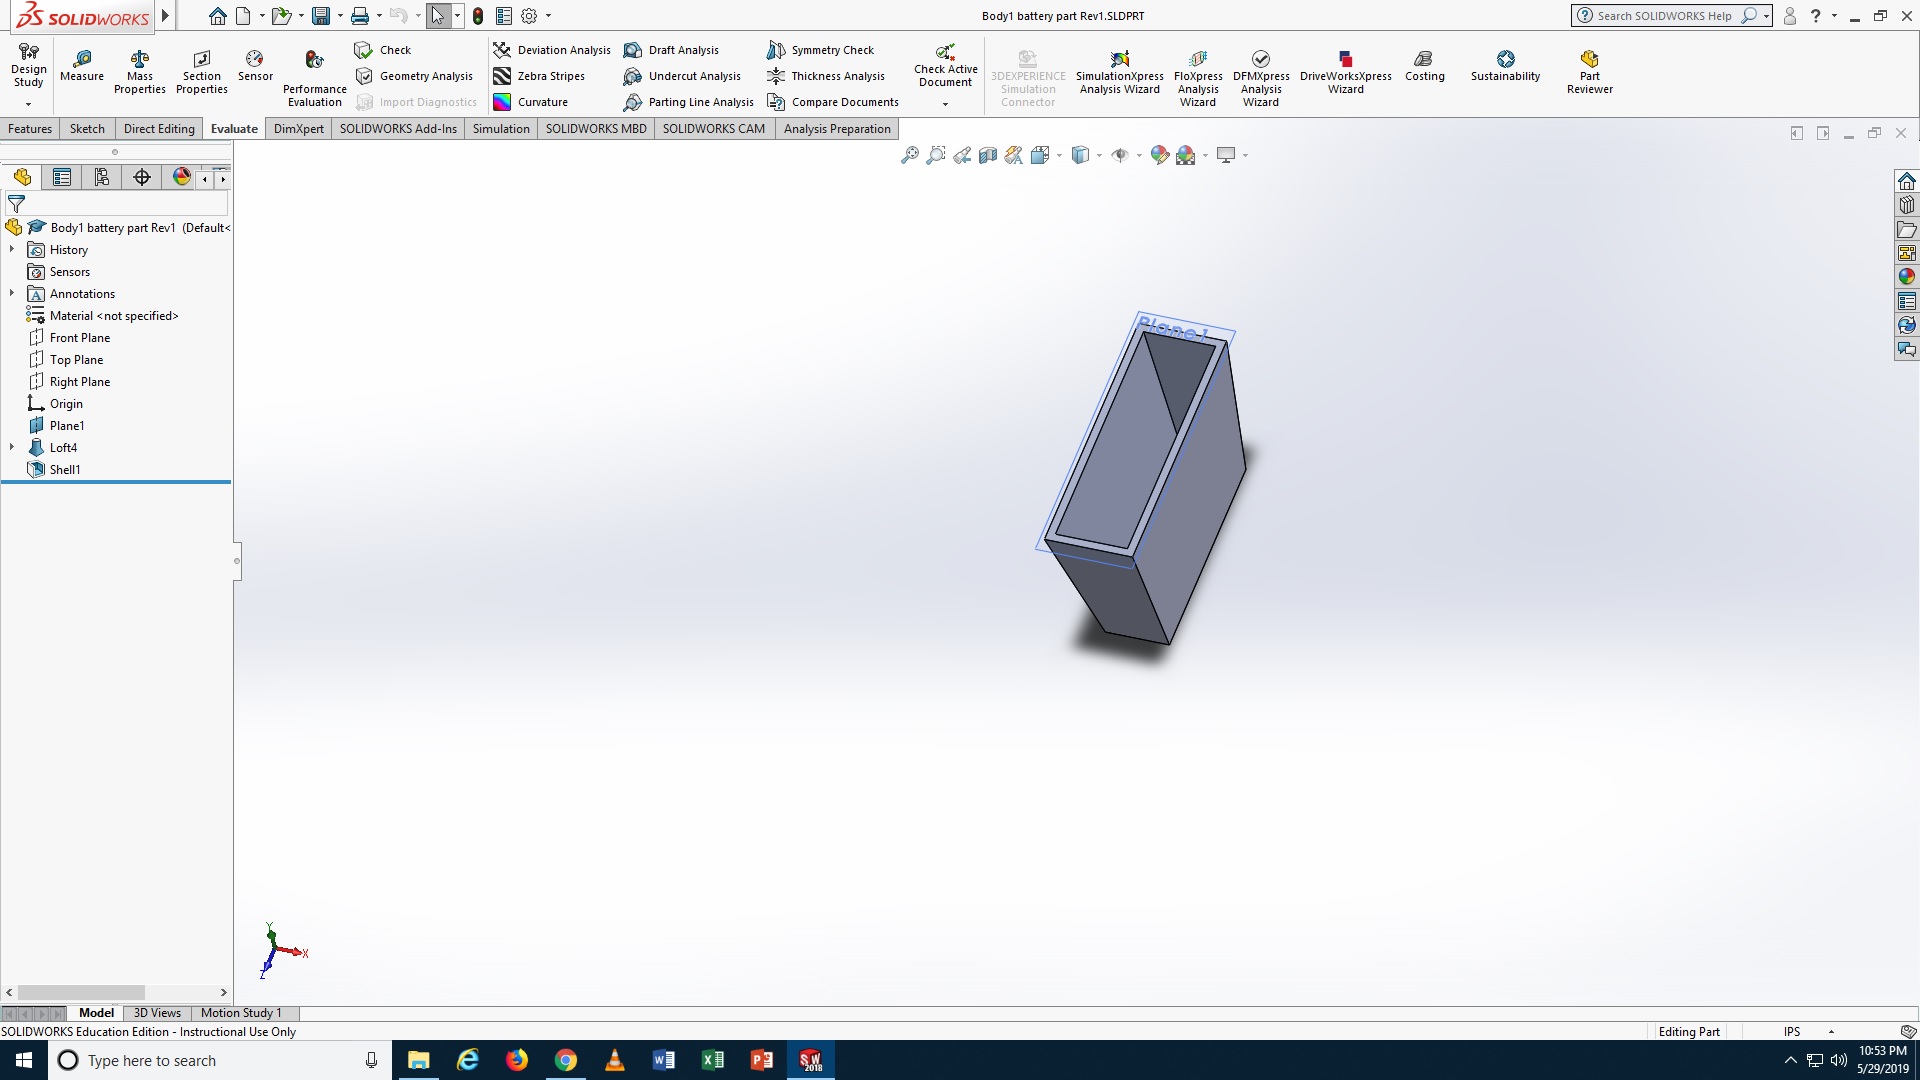 SOLIDWORKS
Body1 battery part Rev1.SLDPRT
Search SOLIDWORKS Help
Design Study
Measure
Mass Properties
Section Properties
Sensor
Performance Evaluation
Check
Geometry Analysis
Import Diagnostics
Deviation Analysis
Zebra Stripes
Curvature
Draft Analysis
Undercut Analysis
Parting Line Analysis
Symmetry Check
Thickness Analysis
Compare Documents
Check Active Document
3DEXPERIENCE Simulation Connector
SimulationXpress Analysis Wizard
FloXpress Analysis Wizard
DFMXpress Analysis Wizard
DriveWorksXpress Wizard
Costing
Sustainability
Part Reviewer
Features
Sketch
Direct Editing
Evaluate
DimXpert
SOLIDWORKS Add-Ins
Simulation
SOLIDWORKS MBD
SOLIDWORKS CAM
Analysis Preparation
Body1 battery part Rev1 (Default<
History
Sensors
Annotations
Material <not specified>
Front Plane
Top Plane
Right Plane
Origin
Plane1
Loft4
Shell1
Plane1
Y
X
Z
Model
3D Views
Motion Study 1
SOLIDWORKS Education Edition - Instructional Use Only
Editing Part
IPS
Type here to search
SW
2018
10:53 PM
5/29/2019